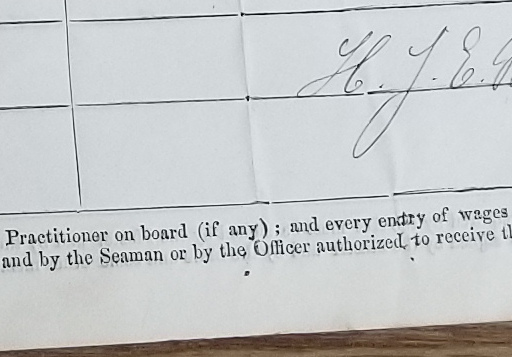 H. J. E.
Practitioner on board (if any); and every entry of wages
and by the Seaman or by the Officer authorized, to receive